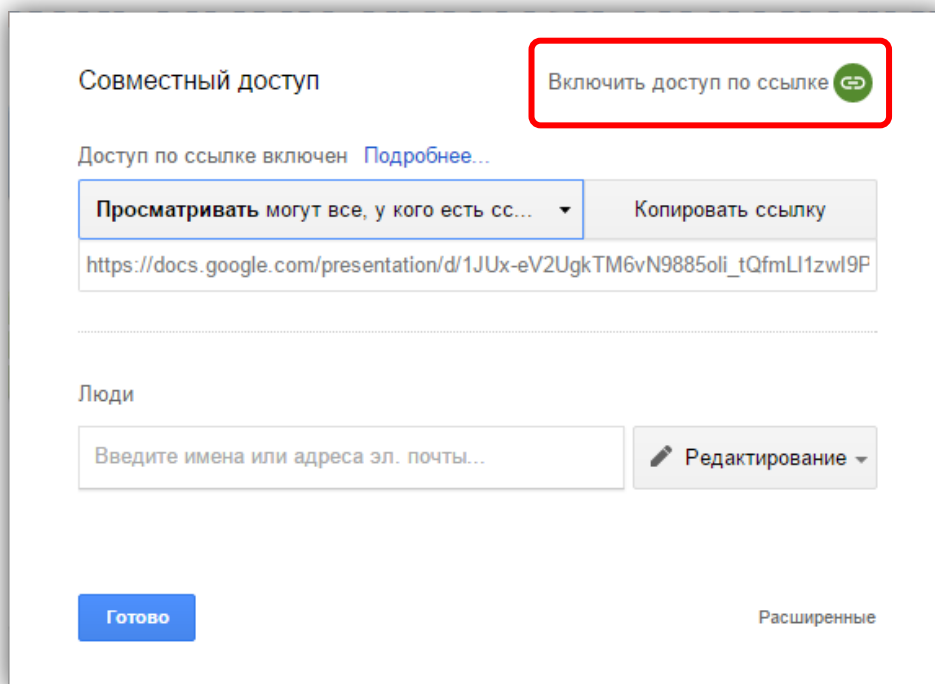 Совместный доступ
Включить доступ по ссылке
Доступ по ссылке включен Подробнее...
Просматривать могут все, у кого есть сс...
Копировать ссылку
https://docs.google.com/presentation/d/1JUx-eV2UgkTM6vN9885oli_tQfmLI1zwI9P
Люди
Введите имена или адреса эл. почты...
Редактирование
Готово
Расширенные